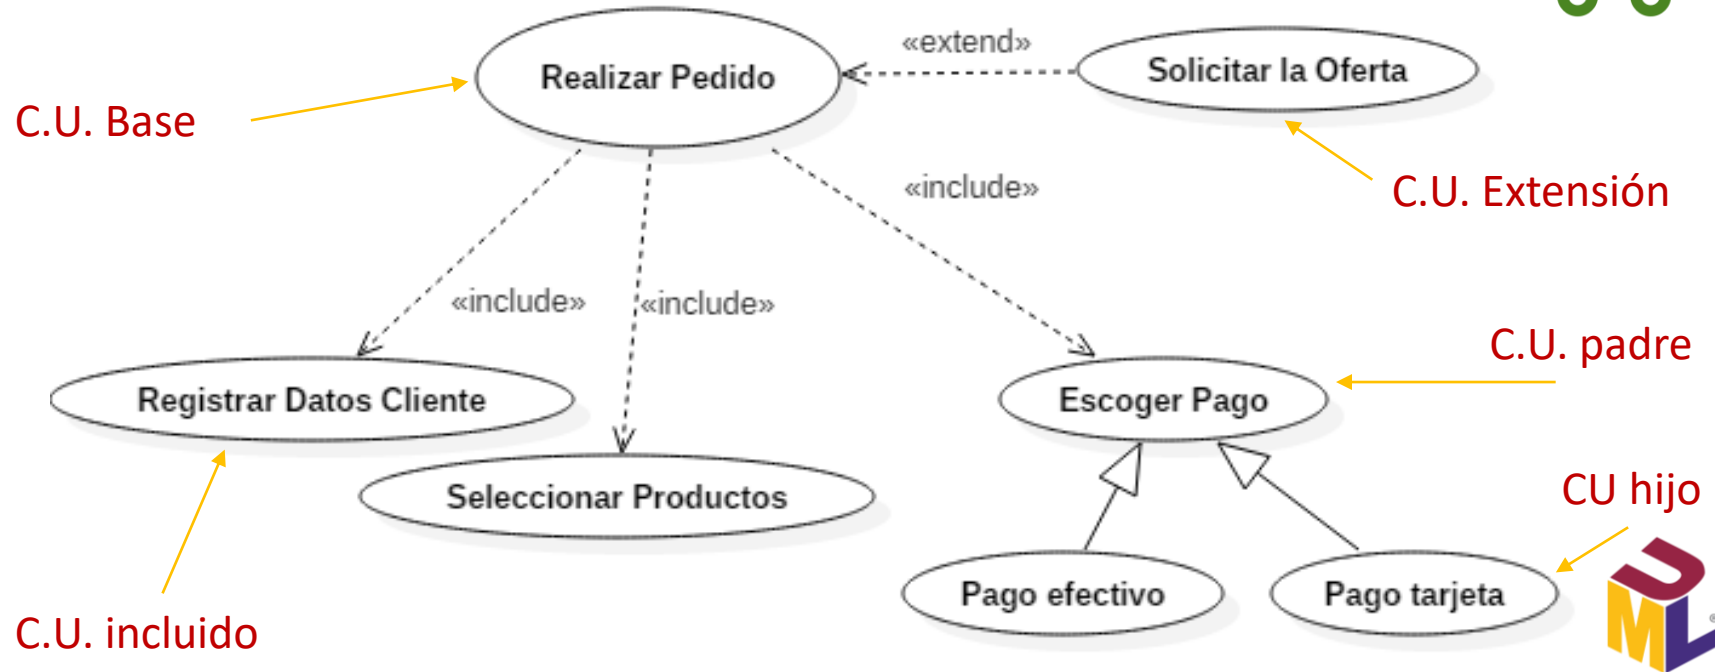 «extend»
Realizar Pedido
Solicitar la Oferta
C.U. Base
«include»
C.U. Extensión
«include»
«include»
C.U. padre
Registrar Datos Cliente
Escoger Pago
Seleccionar Productos
CU hijo
Pago efectivo
Pago tarjeta
C.U. incluido
UML
®